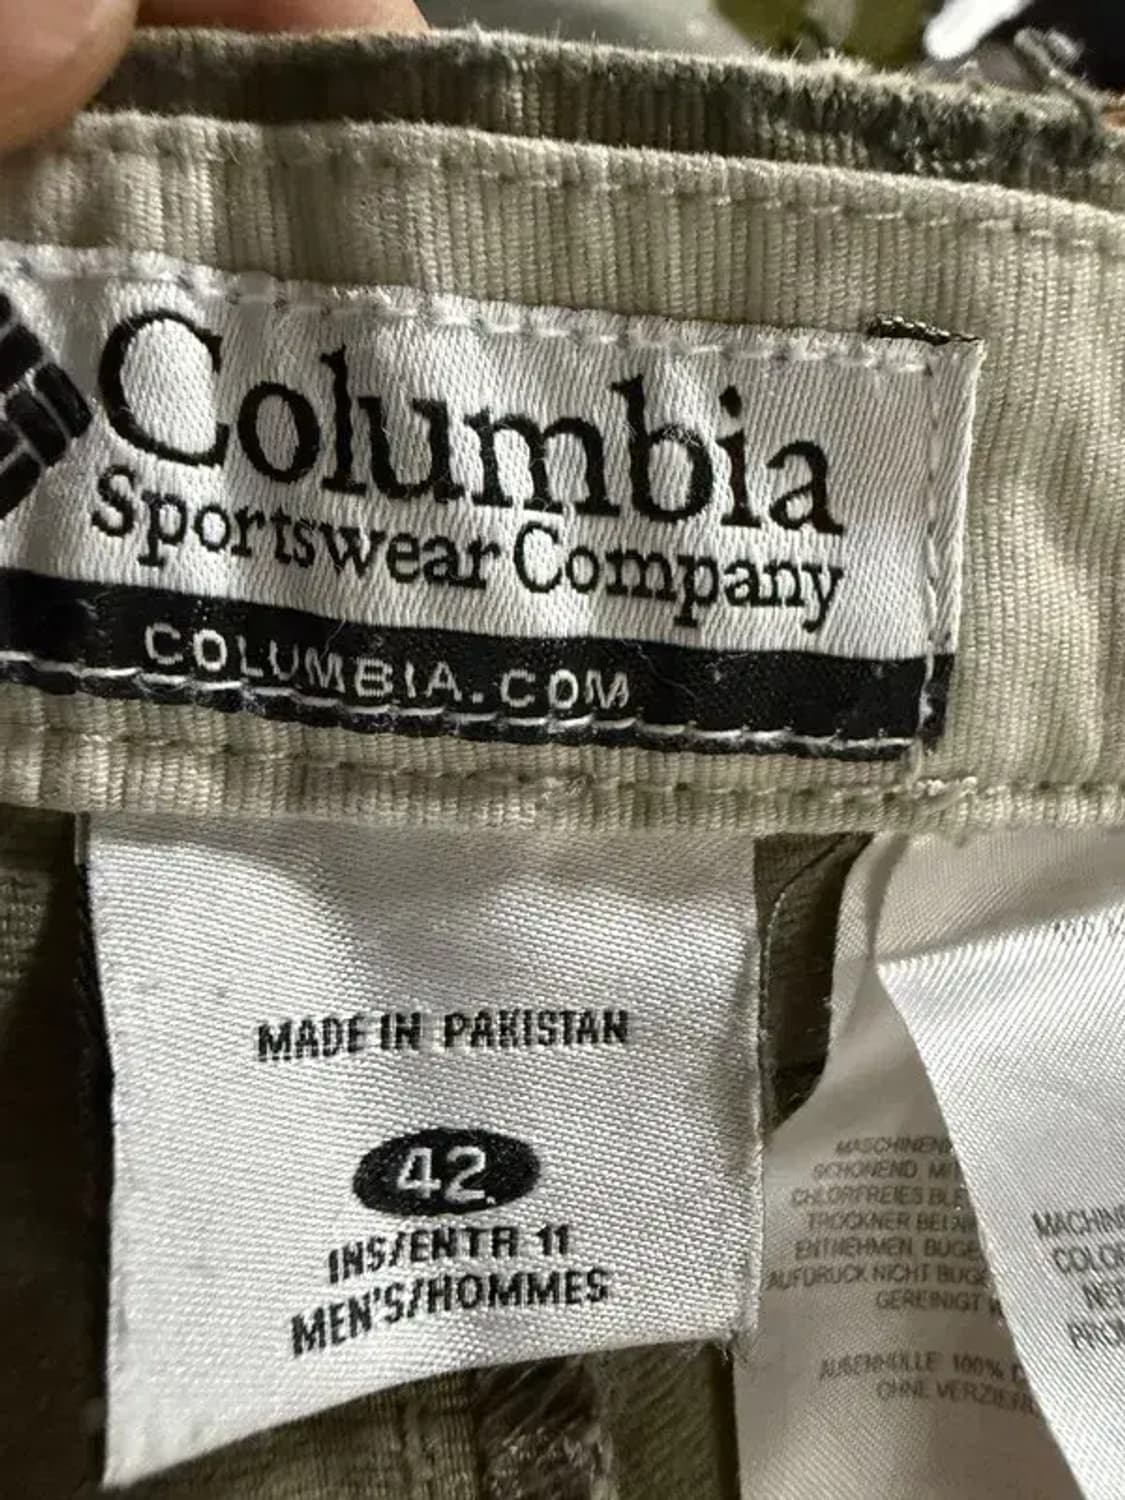 Columbia
Sportswear Company
COLUMBIA.COM
MADE IN PAKISTAN
42
INS/ENTR 11
MEN'S/HOMMES
SCHONEND
CHLORFREIES
TROCKNER
ENTNEHMEN.
AUFDRUCK NICHT
GEREINIGT
AUßENHÜLLE: 100%
OHNE